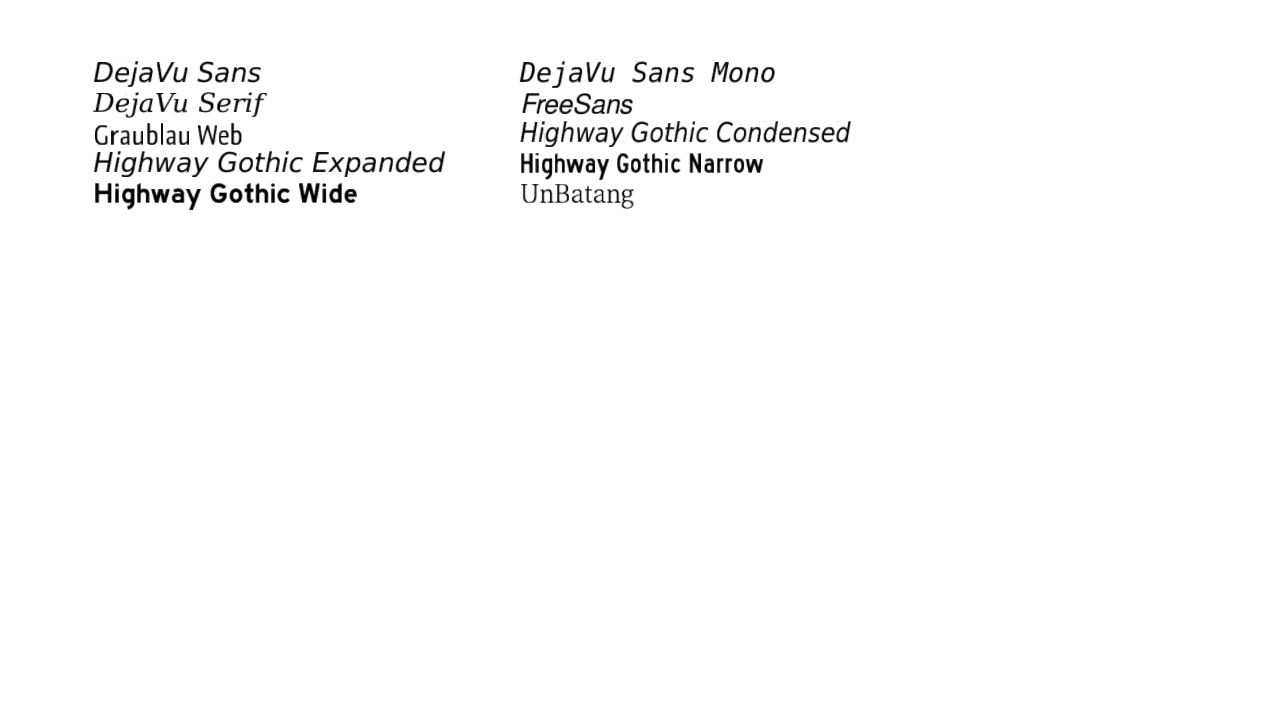 DejaVu Sans
DejaVu Serif
Graublau Web
Highway Gothic Expanded
Highway Gothic Wide
DejaVu Sans Mono
FreeSans
Highway Gothic Condensed
Highway Gothic Narrow
UnBatang